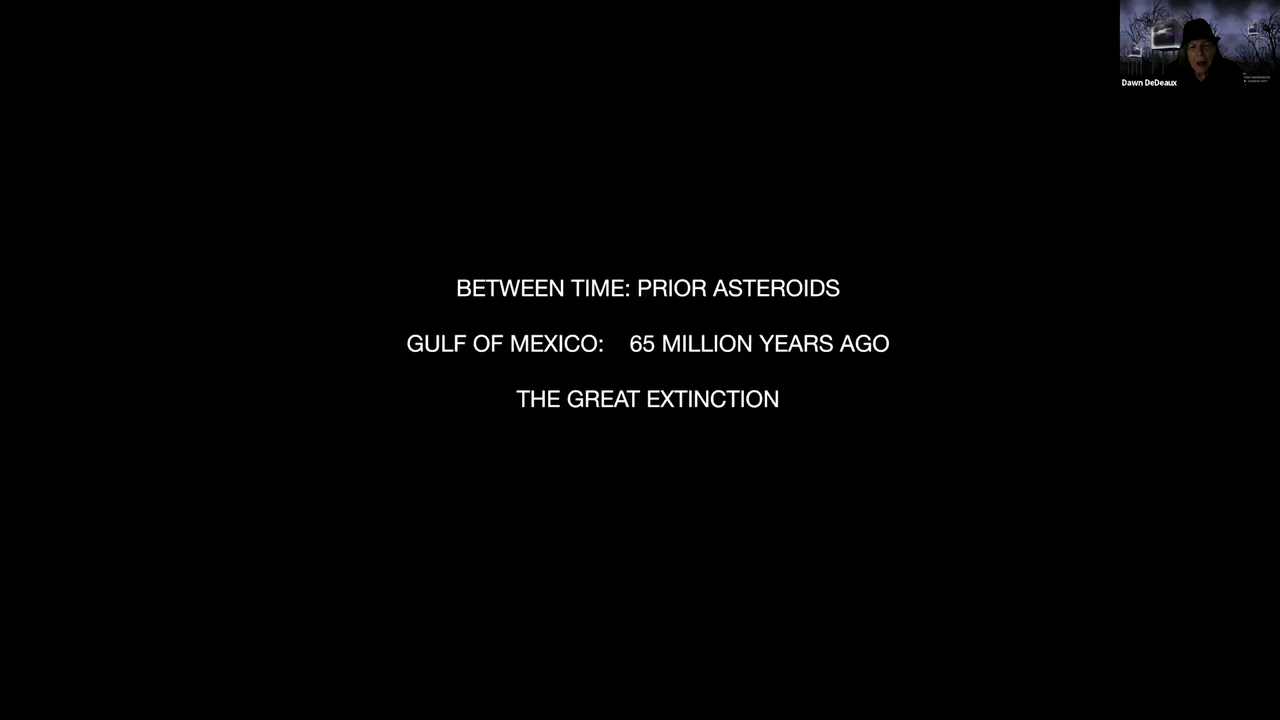 Dawn DeDeaux
BETWEEN TIME: PRIOR ASTEROIDS
GULF OF MEXICO: 65 MILLION YEARS AGO
THE GREAT EXTINCTION